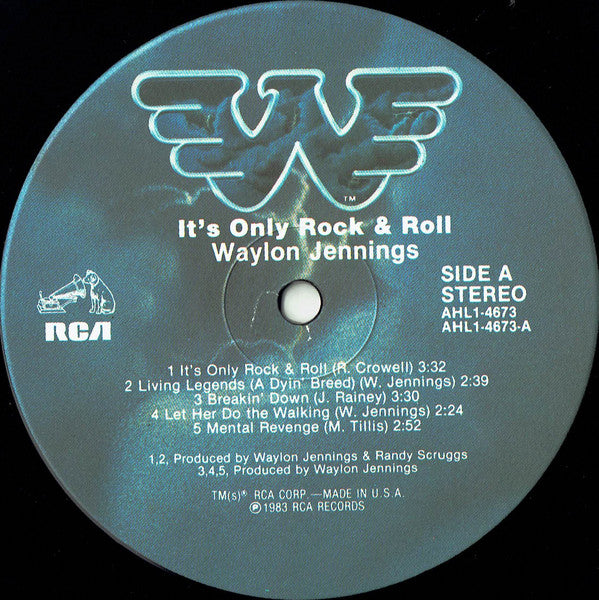 TM
It's Only Rock & Roll
Waylon Jennings
SIDE A
STEREO
AHL1-4673
AHL1-4673-A
RCA
1 It's Only Rock & Roll (R. Crowell) 3:32
2 Living Legends (A Dyin' Breed) (W. Jennings) 2:39
3 Breakin' Down (J. Rainey) 3:30
4 Let Her Do the Walking (W. Jennings) 2:24
5 Mental Revenge (M. Tillis) 2:52
1,2, Produced by Waylon Jennings & Randy Scruggs
3,4,5, Produced by Waylon Jennings
TM(s)® RCA CORP.—MADE IN U.S.A.
℗1983 RCA RECORDS